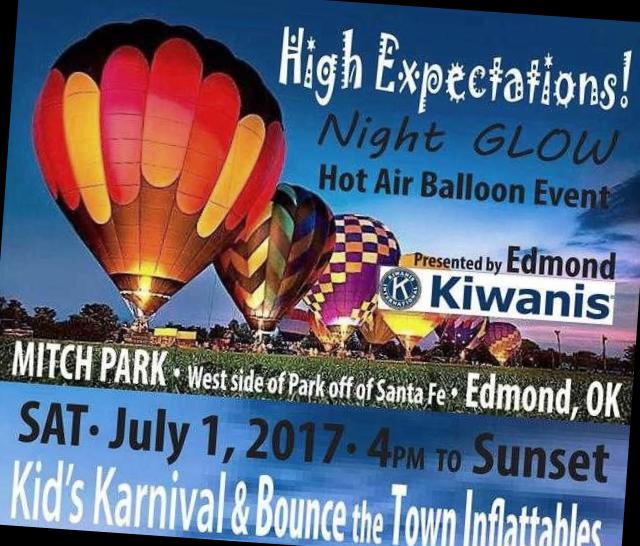 High Expectations!
Night GLOW
Hot Air Balloon Event
Presented by Edmond
K Kiwanis
MITCH PARK • West side of Park off of Santa Fe • Edmond, OK
SAT• July 1, 2017• 4PM TO Sunset
Kid's Karnival & Bounce the Town Inflattables